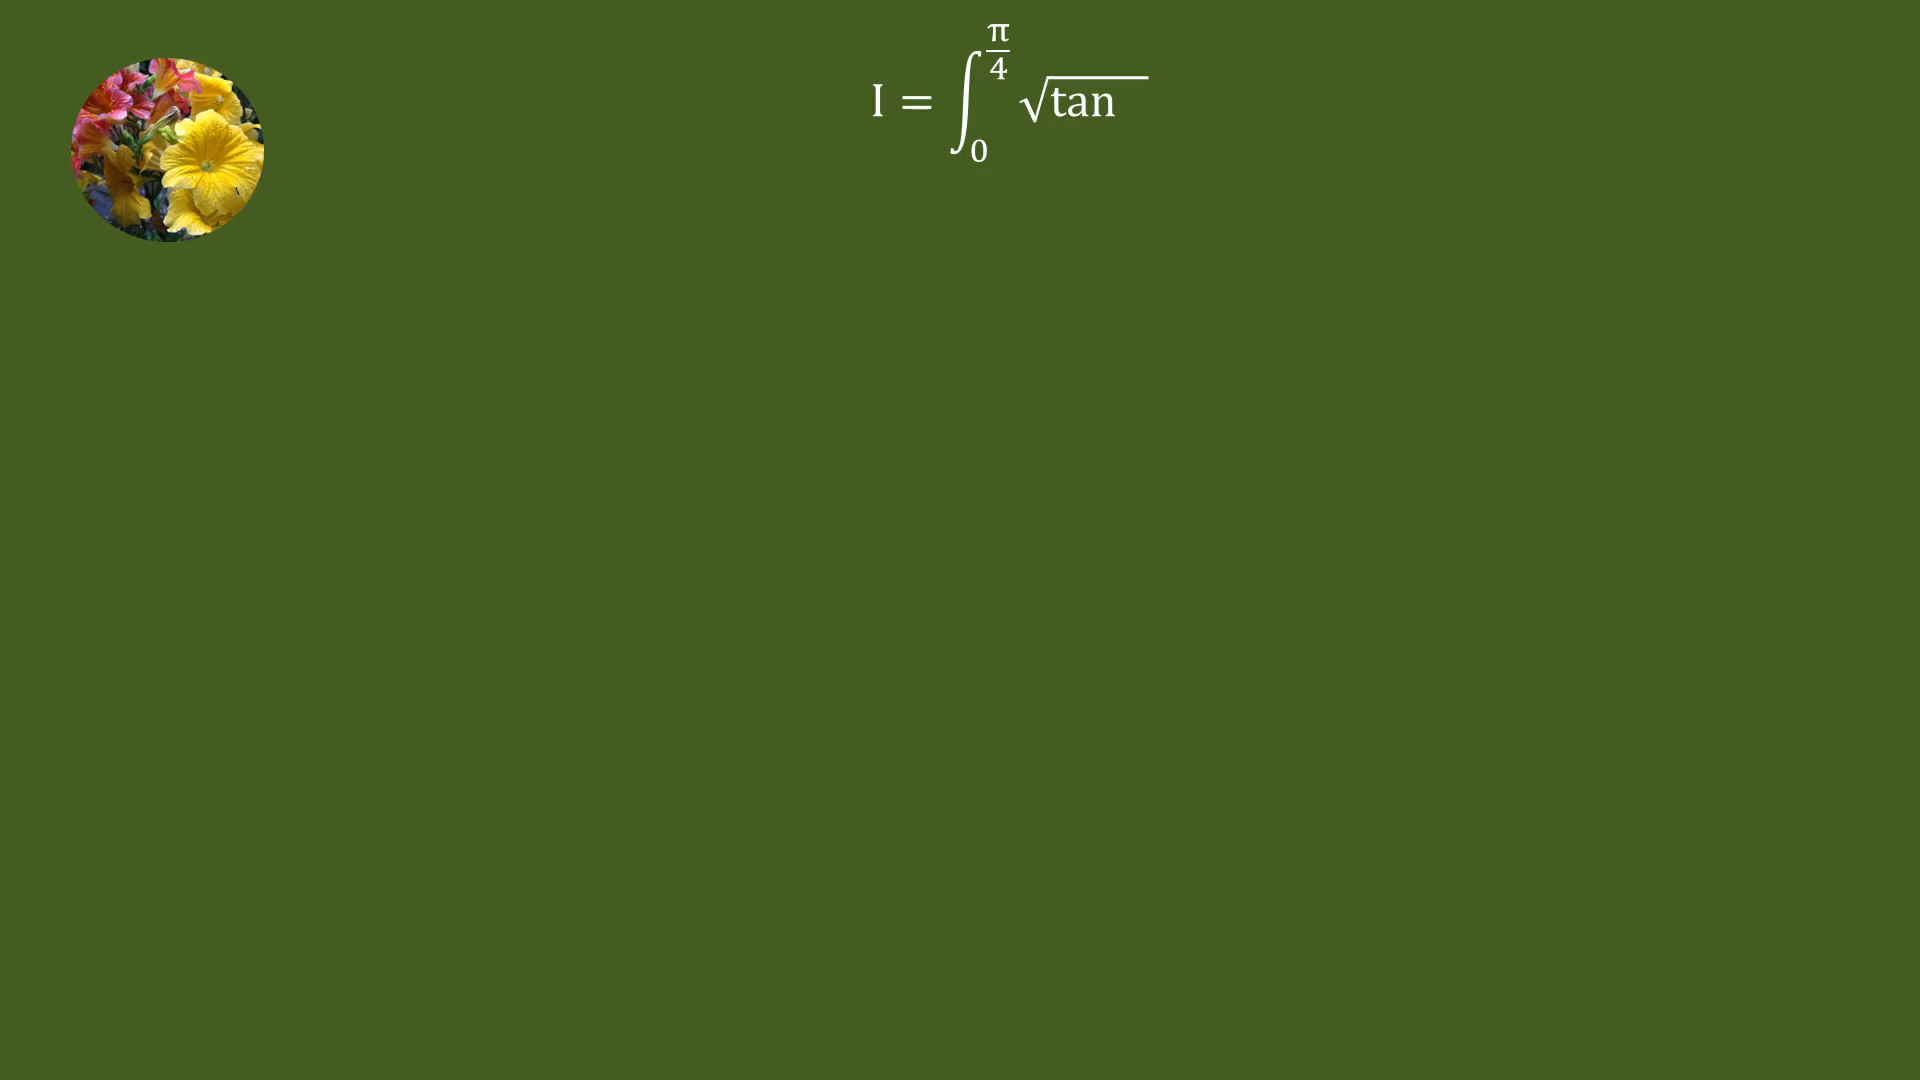 I = ∫₀^(π/4) √tan